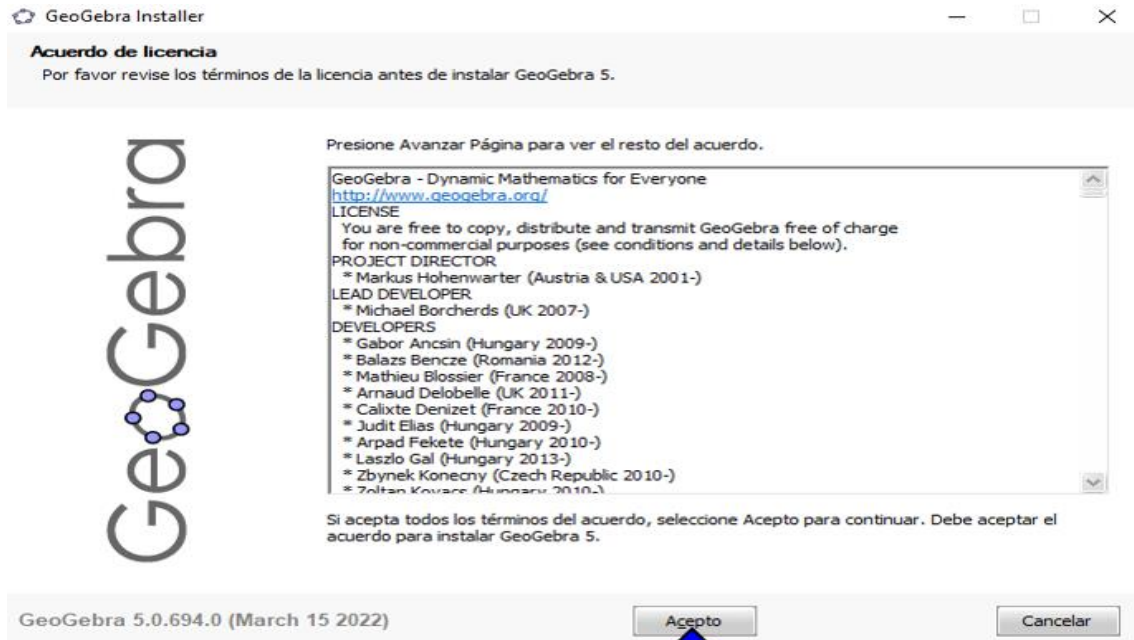 GeoGebra Installer
Acuerdo de licencia
Por favor revise los términos de la licencia antes de instalar GeoGebra 5.
GeoGebra
Presione Avanzar Página para ver el resto del acuerdo.
GeoGebra - Dynamic Mathematics for Everyone
http://www.geogebra.org/
LICENSE
You are free to copy, distribute and transmit GeoGebra free of charge
for non-commercial purposes (see conditions and details below).
PROJECT DIRECTOR
* Markus Hohenwarter (Austria & USA 2001-)
LEAD DEVELOPER
* Michael Borcherds (UK 2007-)
DEVELOPERS
* Gabor Ancsin (Hungary 2009-)
* Balazs Bencze (Romania 2012-)
* Mathieu Blossier (France 2008-)
* Arnaud Delobelle (UK 2011-)
* Calixte Denizet (France 2010-)
* Judit Elias (Hungary 2009-)
* Arpad Fekete (Hungary 2010-)
* Laszlo Gal (Hungary 2013-)
* Zbynek Konecny (Czech Republic 2010-)
* Zoltan Kovacs (Hungary 2010-)
Si acepta todos los términos del acuerdo, seleccione Acepto para continuar. Debe aceptar el
acuerdo para instalar GeoGebra 5.
GeoGebra 5.0.694.0 (March 15 2022)
Acepto
Cancelar